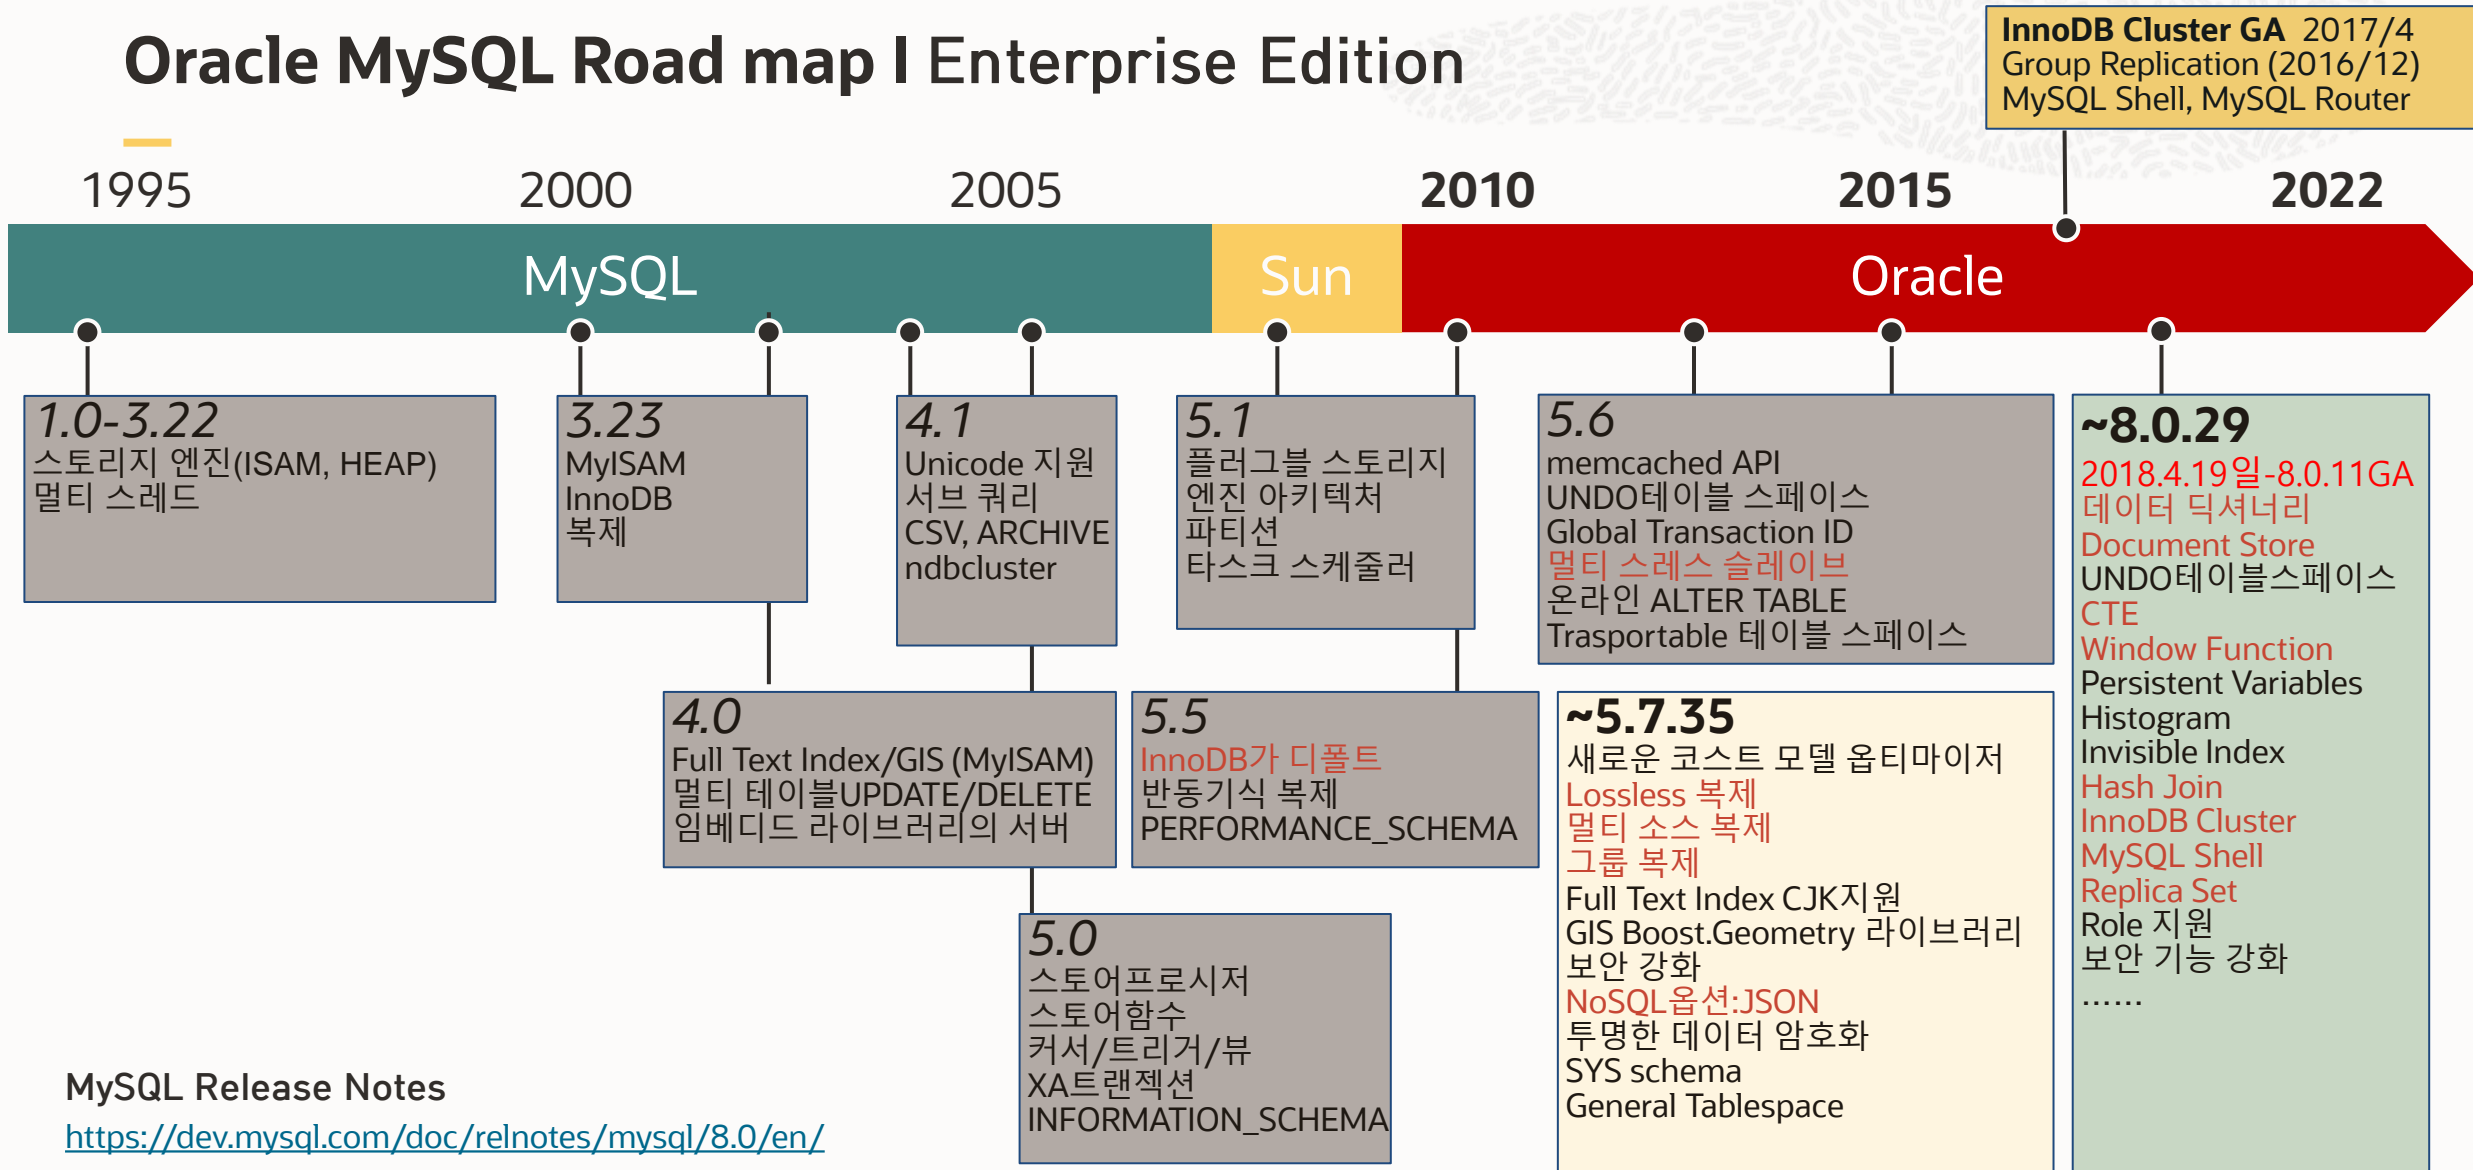 Oracle MySQL Road map l Enterprise Edition
InnoDB Cluster GA 2017/4
Group Replication (2016/12)
MySQL Shell, MySQL Router
1995
2000
2005
2010
2015
2022
MySQL
Sun
Oracle
1.0-3.22
스토리지 엔진(ISAM, HEAP)
멀티 스레드
3.23
MyISAM
InnoDB
복제
4.1
Unicode 지원
서브 쿼리
CSV, ARCHIVE
ndbcluster
5.1
플러그블 스토리지
엔진 아키텍처
파티션
타스크 스케줄러
5.6
memcached API
UNDO테이블 스페이스
Global Transaction ID
멀티 스레스 슬레이브
온라인 ALTER TABLE
Trasportable 테이블 스페이스
~8.0.29
2018.4.19일-8.0.11GA
데이터 딕셔너리
Document Store
UNDO테이블스페이스
CTE
Window Function
Persistent Variables
Histogram
Invisible Index
Hash Join
InnoDB Cluster
MySQL Shell
Replica Set
Role 지원
보안 기능 강화
......
4.0
Full Text Index/GIS (MyISAM)
멀티 테이블UPDATE/DELETE
임베디드 라이브러리의 서버
5.5
InnoDB가 디폴트
반동기식 복제
PERFORMANCE_SCHEMA
~5.7.35
새로운 코스트 모델 옵티마이저
Lossless 복제
멀티 소스 복제
그룹 복제
Full Text Index CJK지원
GIS Boost.Geometry 라이브러리
보안 강화
NoSQL옵션:JSON
투명한 데이터 암호화
SYS schema
General Tablespace
5.0
스토어프로시저
스토어함수
커서/트리거/뷰
XA트랜젝션
INFORMATION_SCHEMA
MySQL Release Notes
https://dev.mysql.com/doc/relnotes/mysql/8.0/en/